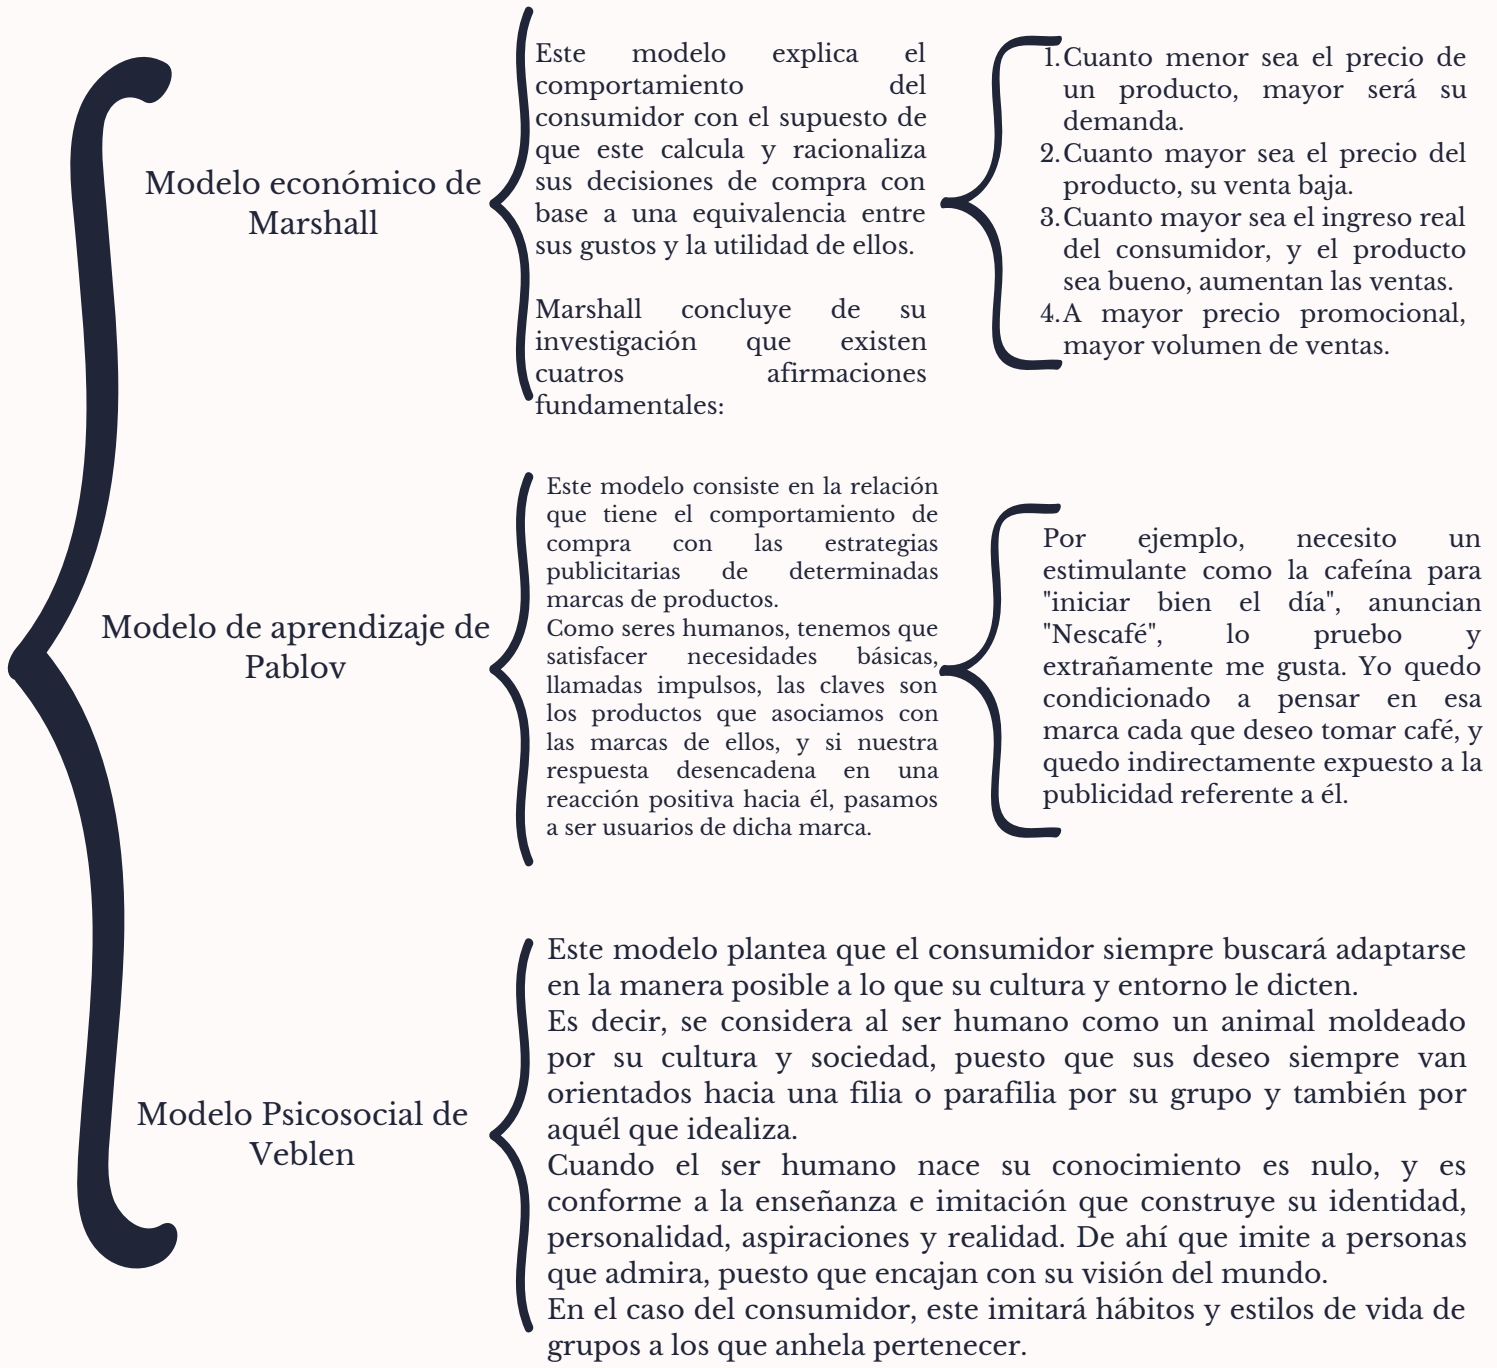 Modelo económico de
Marshall
Este modelo explica el
comportamiento del
consumidor con el supuesto de
que este calcula y racionaliza
sus decisiones de compra con
base a una equivalencia entre
sus gustos y la utilidad de ellos.
Marshall concluye de su
investigación que existen
cuatros afirmaciones
fundamentales:
1.Cuanto menor sea el precio de
un producto, mayor será su
demanda.
2.Cuanto mayor sea el precio del
producto, su venta baja.
3.Cuanto mayor sea el ingreso real
del consumidor, y el producto
sea bueno, aumentan las ventas.
4.A mayor precio promocional,
mayor volumen de ventas.
Modelo de aprendizaje de
Pablov
Este modelo consiste en la relación
que tiene el comportamiento de
compra con las estrategias
publicitarias de determinadas
marcas de productos.
Como seres humanos, tenemos que
satisfacer necesidades básicas,
llamadas impulsos, las claves son
los productos que asociamos con
las marcas de ellos, y si nuestra
respuesta desencadena en una
reacción positiva hacia él, pasamos
a ser usuarios de dicha marca.
Por ejemplo, necesito un
estimulante como la cafeína para
"iniciar bien el día", anuncian
"Nescafé", lo pruebo y
extrañamente me gusta. Yo quedo
condicionado a pensar en esa
marca cada que deseo tomar café, y
quedo indirectamente expuesto a la
publicidad referente a él.
Modelo Psicosocial de
Veblen
Este modelo plantea que el consumidor siempre buscará adaptarse
en la manera posible a lo que su cultura y entorno le dicten.
Es decir, se considera al ser humano como un animal moldeado
por su cultura y sociedad, puesto que sus deseo siempre van
orientados hacia una filia o parafilia por su grupo y también por
aquél que idealiza.
Cuando el ser humano nace su conocimiento es nulo, y es
conforme a la enseñanza e imitación que construye su identidad,
personalidad, aspiraciones y realidad. De ahí que imite a personas
que admira, puesto que encajan con su visión del mundo.
En el caso del consumidor, este imitará hábitos y estilos de vida de
grupos a los que anhela pertenecer.